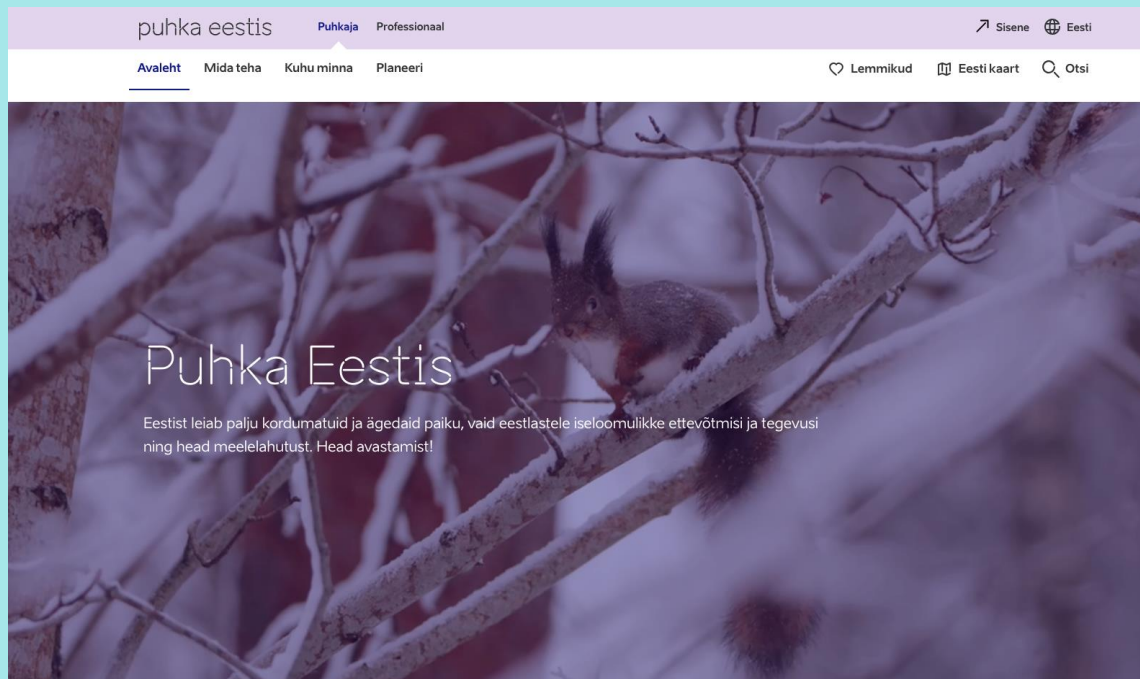 puhka eestis Puhkaja Professionaal Sisene Eesti
Avaleht Mida teha Kuhu minna Planeeri Lemmikud Eesti kaart Otsi
Puhka Eestis
Eestist leiab palju kordumatuid ja ägedaid paiku, vaid eestlastele iseloomulikke ettevõtmisi ja tegevusi
ning head meelelahutust. Head avastamist!